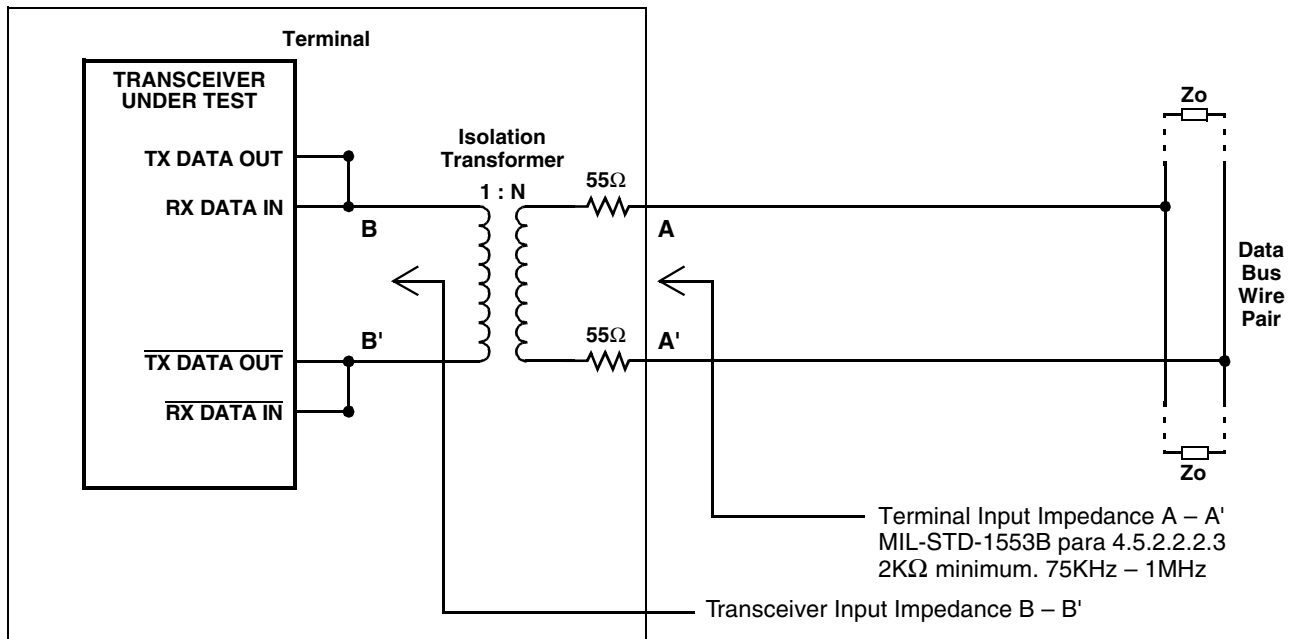 Terminal
TRANSCEIVER
UNDER TEST
TX DATA OUT
RX DATA IN
TX DATA OUT
RX DATA IN
B
B'
Isolation
Transformer
1 : N
55Ω
55Ω
A
A'
Zo
Zo
Data
Bus
Wire
Pair
Terminal Input Impedance A – A'
MIL-STD-1553B para 4.5.2.2.2.3
2KΩ minimum. 75KHz – 1MHz
Transceiver Input Impedance B – B'